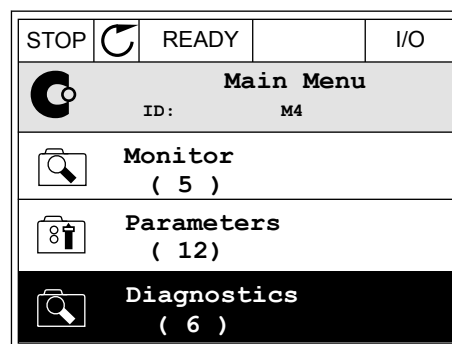 STOP READY I/O
Main Menu
ID: M4
Monitor
( 5 )
Parameters
( 12)
Diagnostics
( 6 )